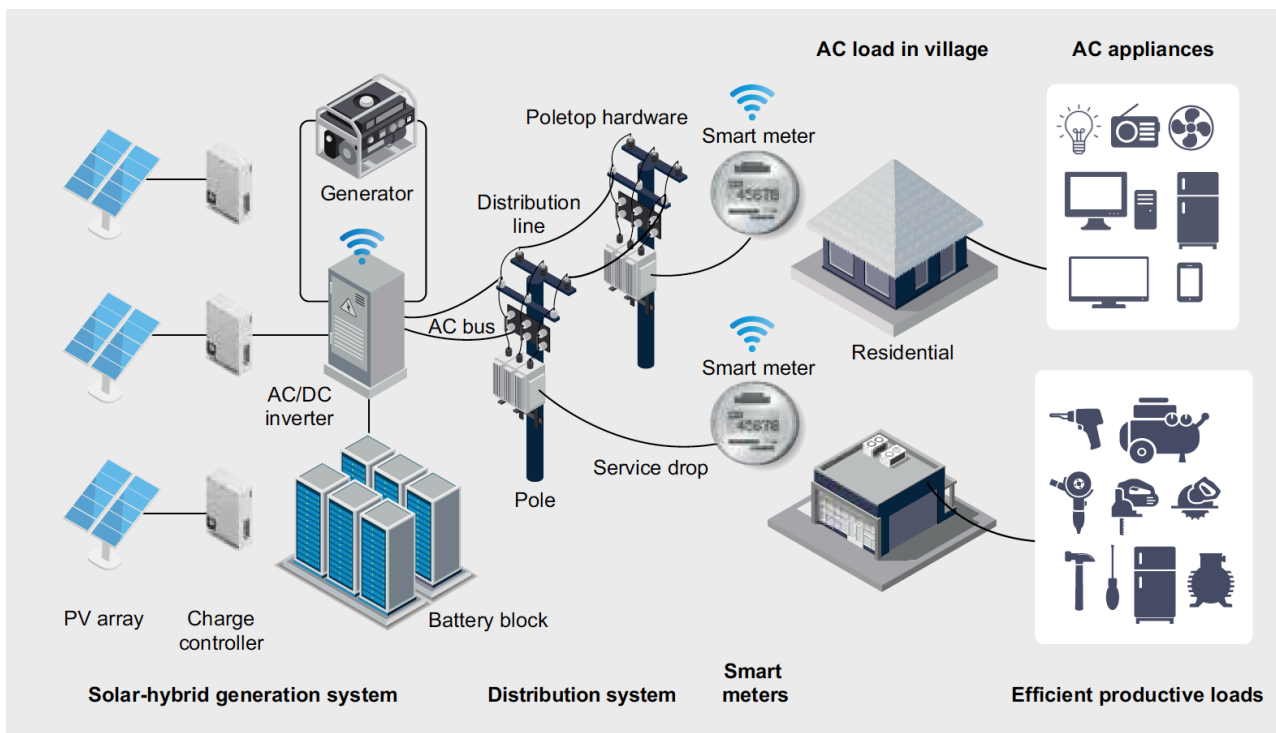 AC load in village
AC appliances
Poletop hardware
Smart meter
45678
Generator
Distribution
line
AC bus
Residential
Smart meter
45678
AC/DC
inverter
Service drop
Pole
PV array
Charge
controller
Battery block
Solar-hybrid generation system
Distribution system
Smart
meters
Efficient productive loads